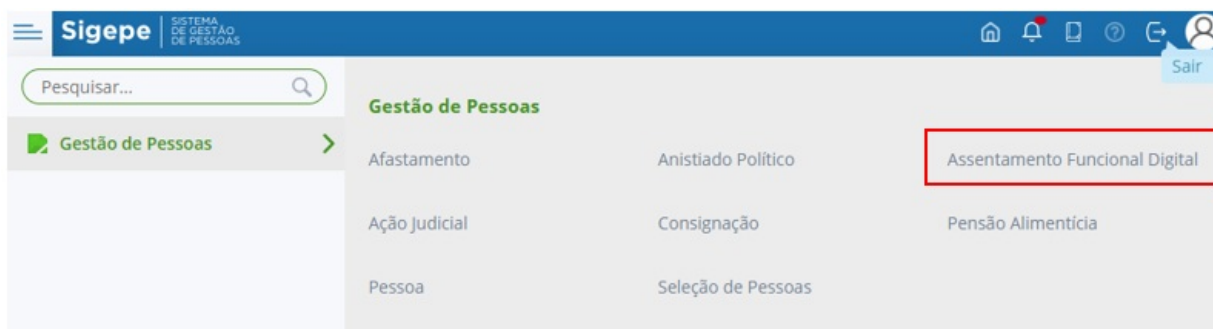 Sigepe
SISTEMA
DE GESTÃO
DE PESSOAS
Sair
Pesquisar...
Gestão de Pessoas
Gestão de Pessoas
Afastamento
Anistiado Político
Assentamento Funcional Digital
Ação Judicial
Consignação
Pensão Alimentícia
Pessoa
Seleção de Pessoas